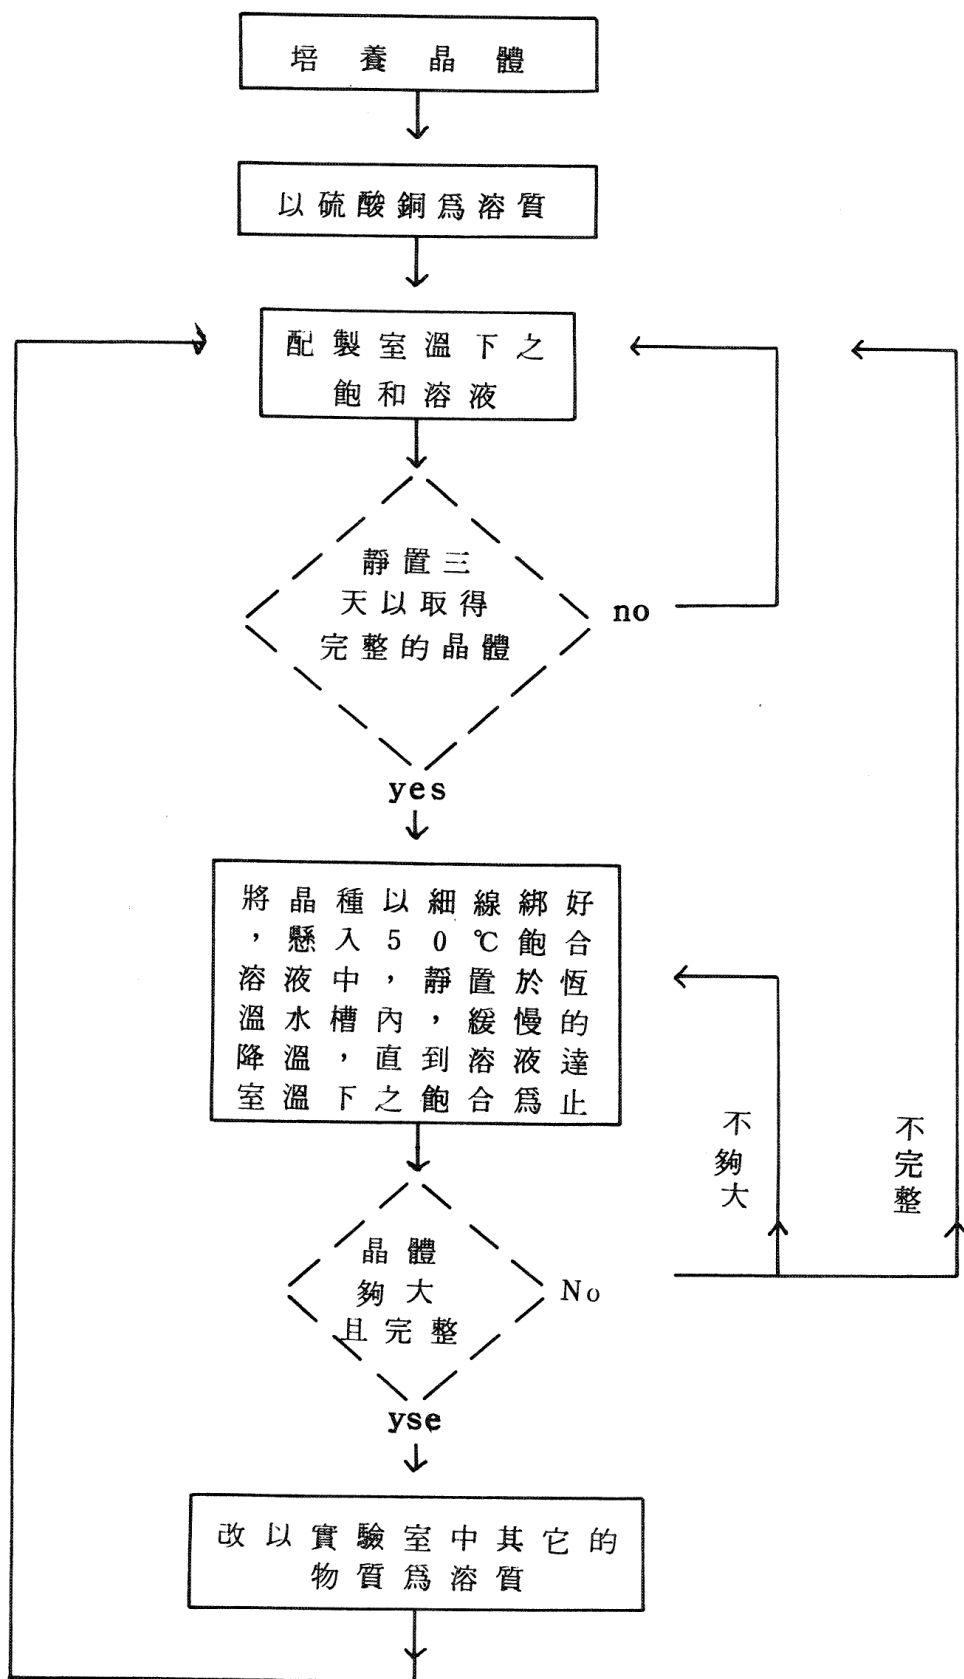 培養晶體
以硫酸銅爲溶質
配製室溫下之
飽和溶液
靜置三
天以取得
完整的晶體
no
yes
將晶種以細線綁好
，懸入50℃飽合
溶液中，靜置於恆
溫水槽內，緩慢的
降溫，直到溶液達
室溫下之飽合爲止
不夠大
不完整
晶體
夠大
且完整
No
yse
改以實驗室中其它的
物質爲溶質